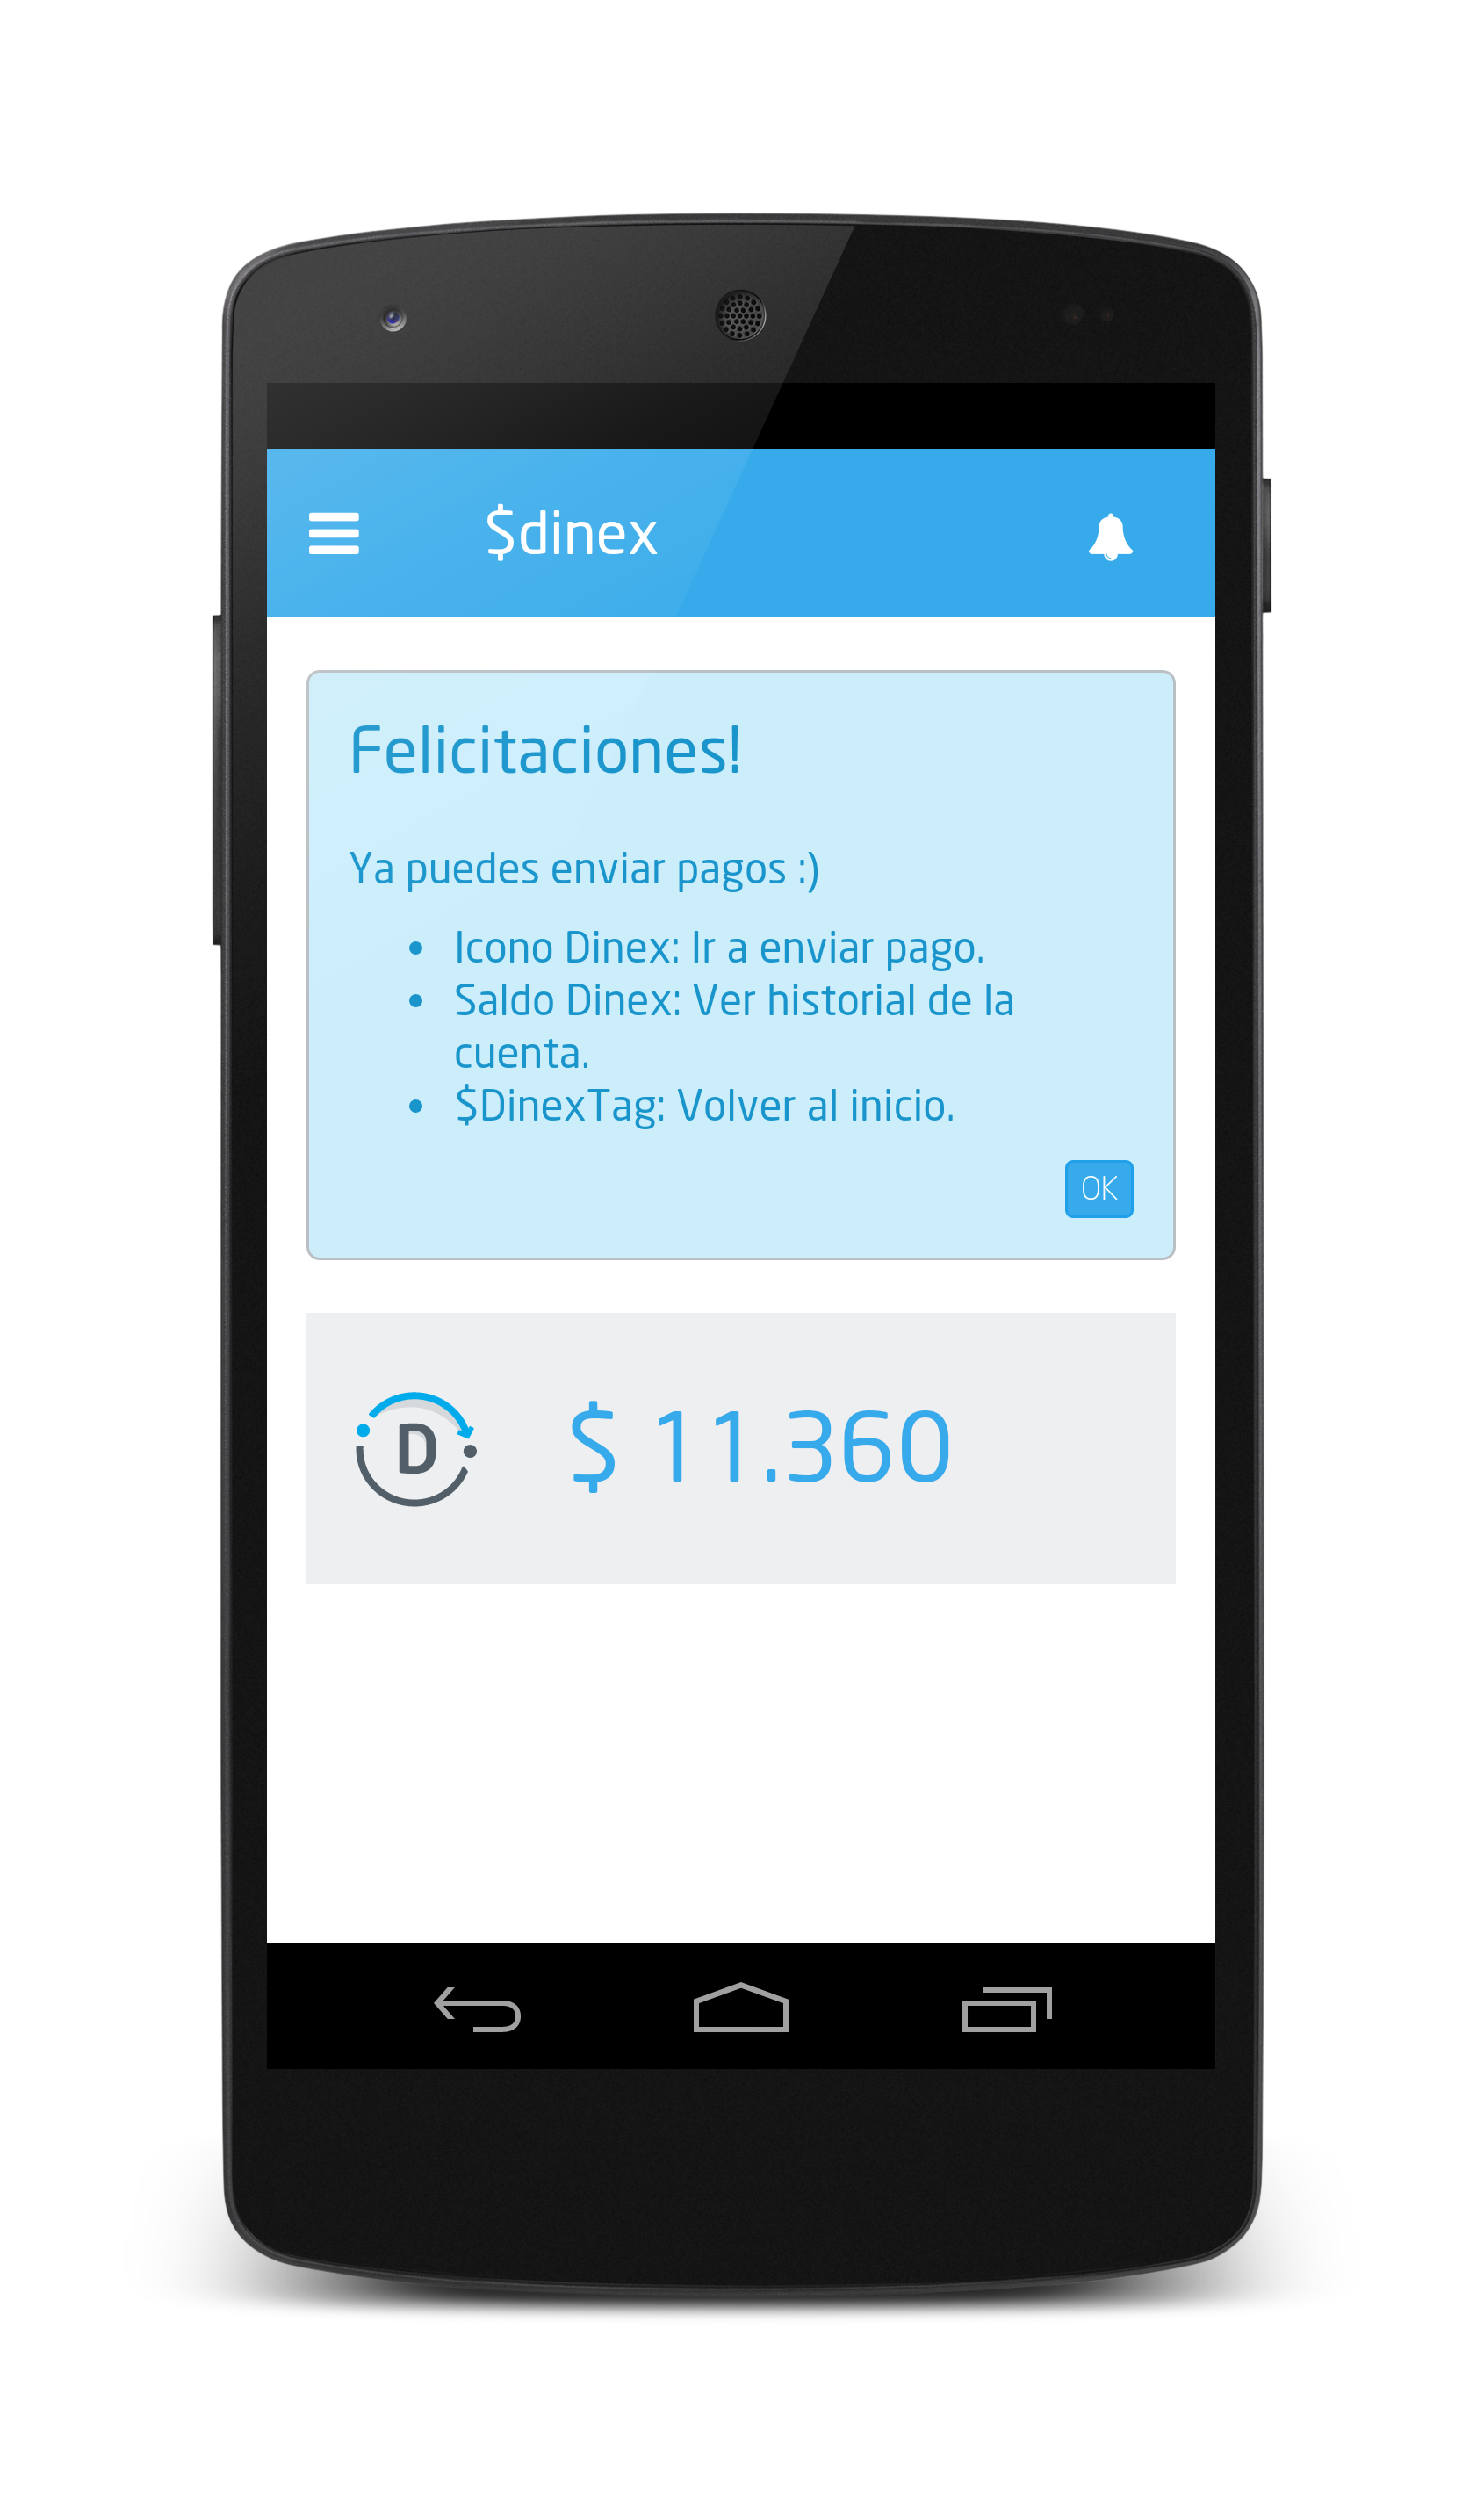 $dinex
Felicitaciones!
Ya puedes enviar pagos :)
• Icono Dinex: Ir a enviar pago.
• Saldo Dinex: Ver historial de la
cuenta.
• $DinexTag: Volver al inicio.
OK
D $ 11.360